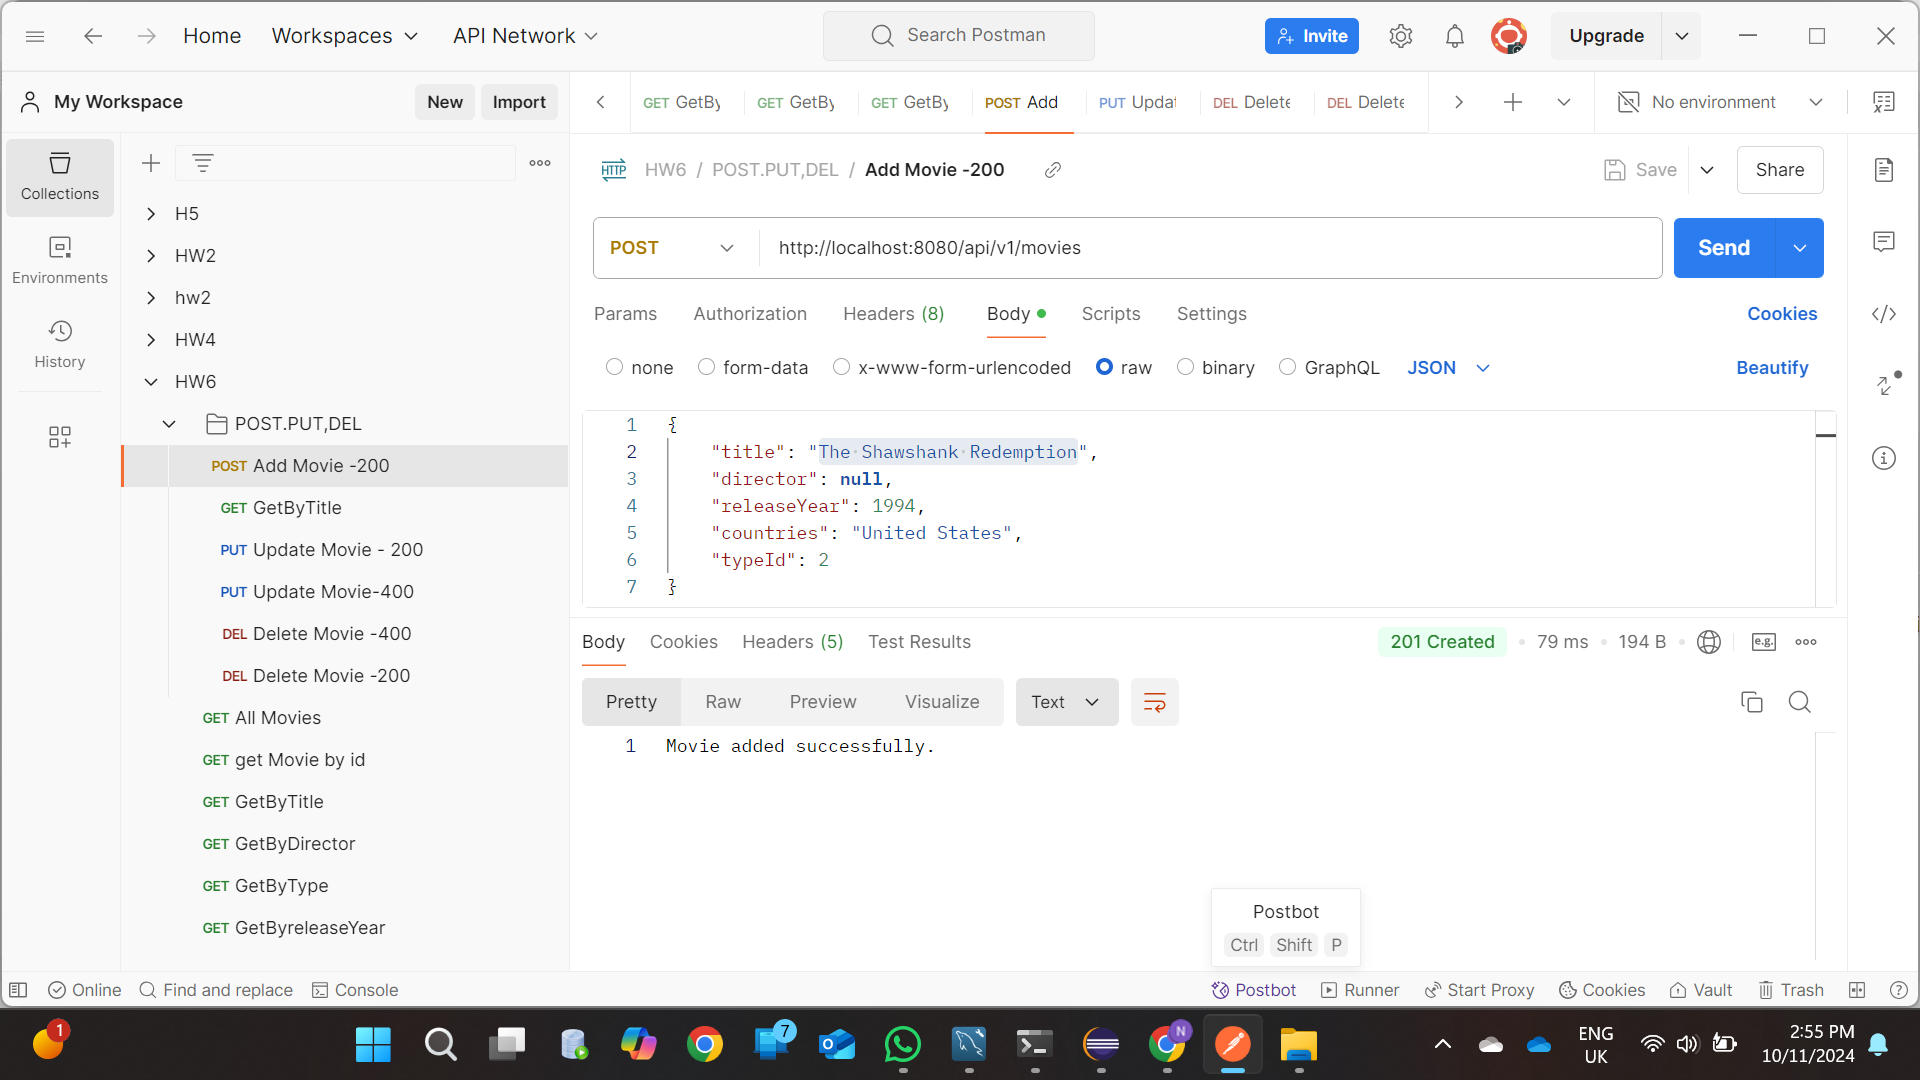 Home Workspaces API Network Search Postman Invite Upgrade
My Workspace New Import GET GetBy GET GetBy GET GetBy POST Add PUT Updat DEL Delete DEL Delete No environment
Collections
Environments
History
H5
HW2
hw2
HW4
HW6
POST.PUT,DEL
POST Add Movie -200
GET GetByTitle
PUT Update Movie - 200
PUT Update Movie-400
DEL Delete Movie -400
DEL Delete Movie -200
GET All Movies
GET get Movie by id
GET GetByTitle
GET GetByDirector
GET GetByType
GET GetByreleaseYear
HTTP HW6 / POST.PUT,DEL / Add Movie -200 Save Share
POST http://localhost:8080/api/v1/movies Send
Params Authorization Headers (8) Body Scripts Settings Cookies
none form-data x-www-form-urlencoded raw binary GraphQL JSON Beautify
1 {
2 "title": "The Shawshank Redemption",
3 "director": null,
4 "releaseYear": 1994,
5 "countries": "United States",
6 "typeId": 2
7 }
Body Cookies Headers (5) Test Results 201 Created 79 ms 194 B e.g.
Pretty Raw Preview Visualize Text
1 Movie added successfully.
Postbot
Ctrl Shift P
Online Find and replace Console Postbot Runner Start Proxy Cookies Vault Trash
1 7 N ENG 2:55 PM
UK 10/11/2024